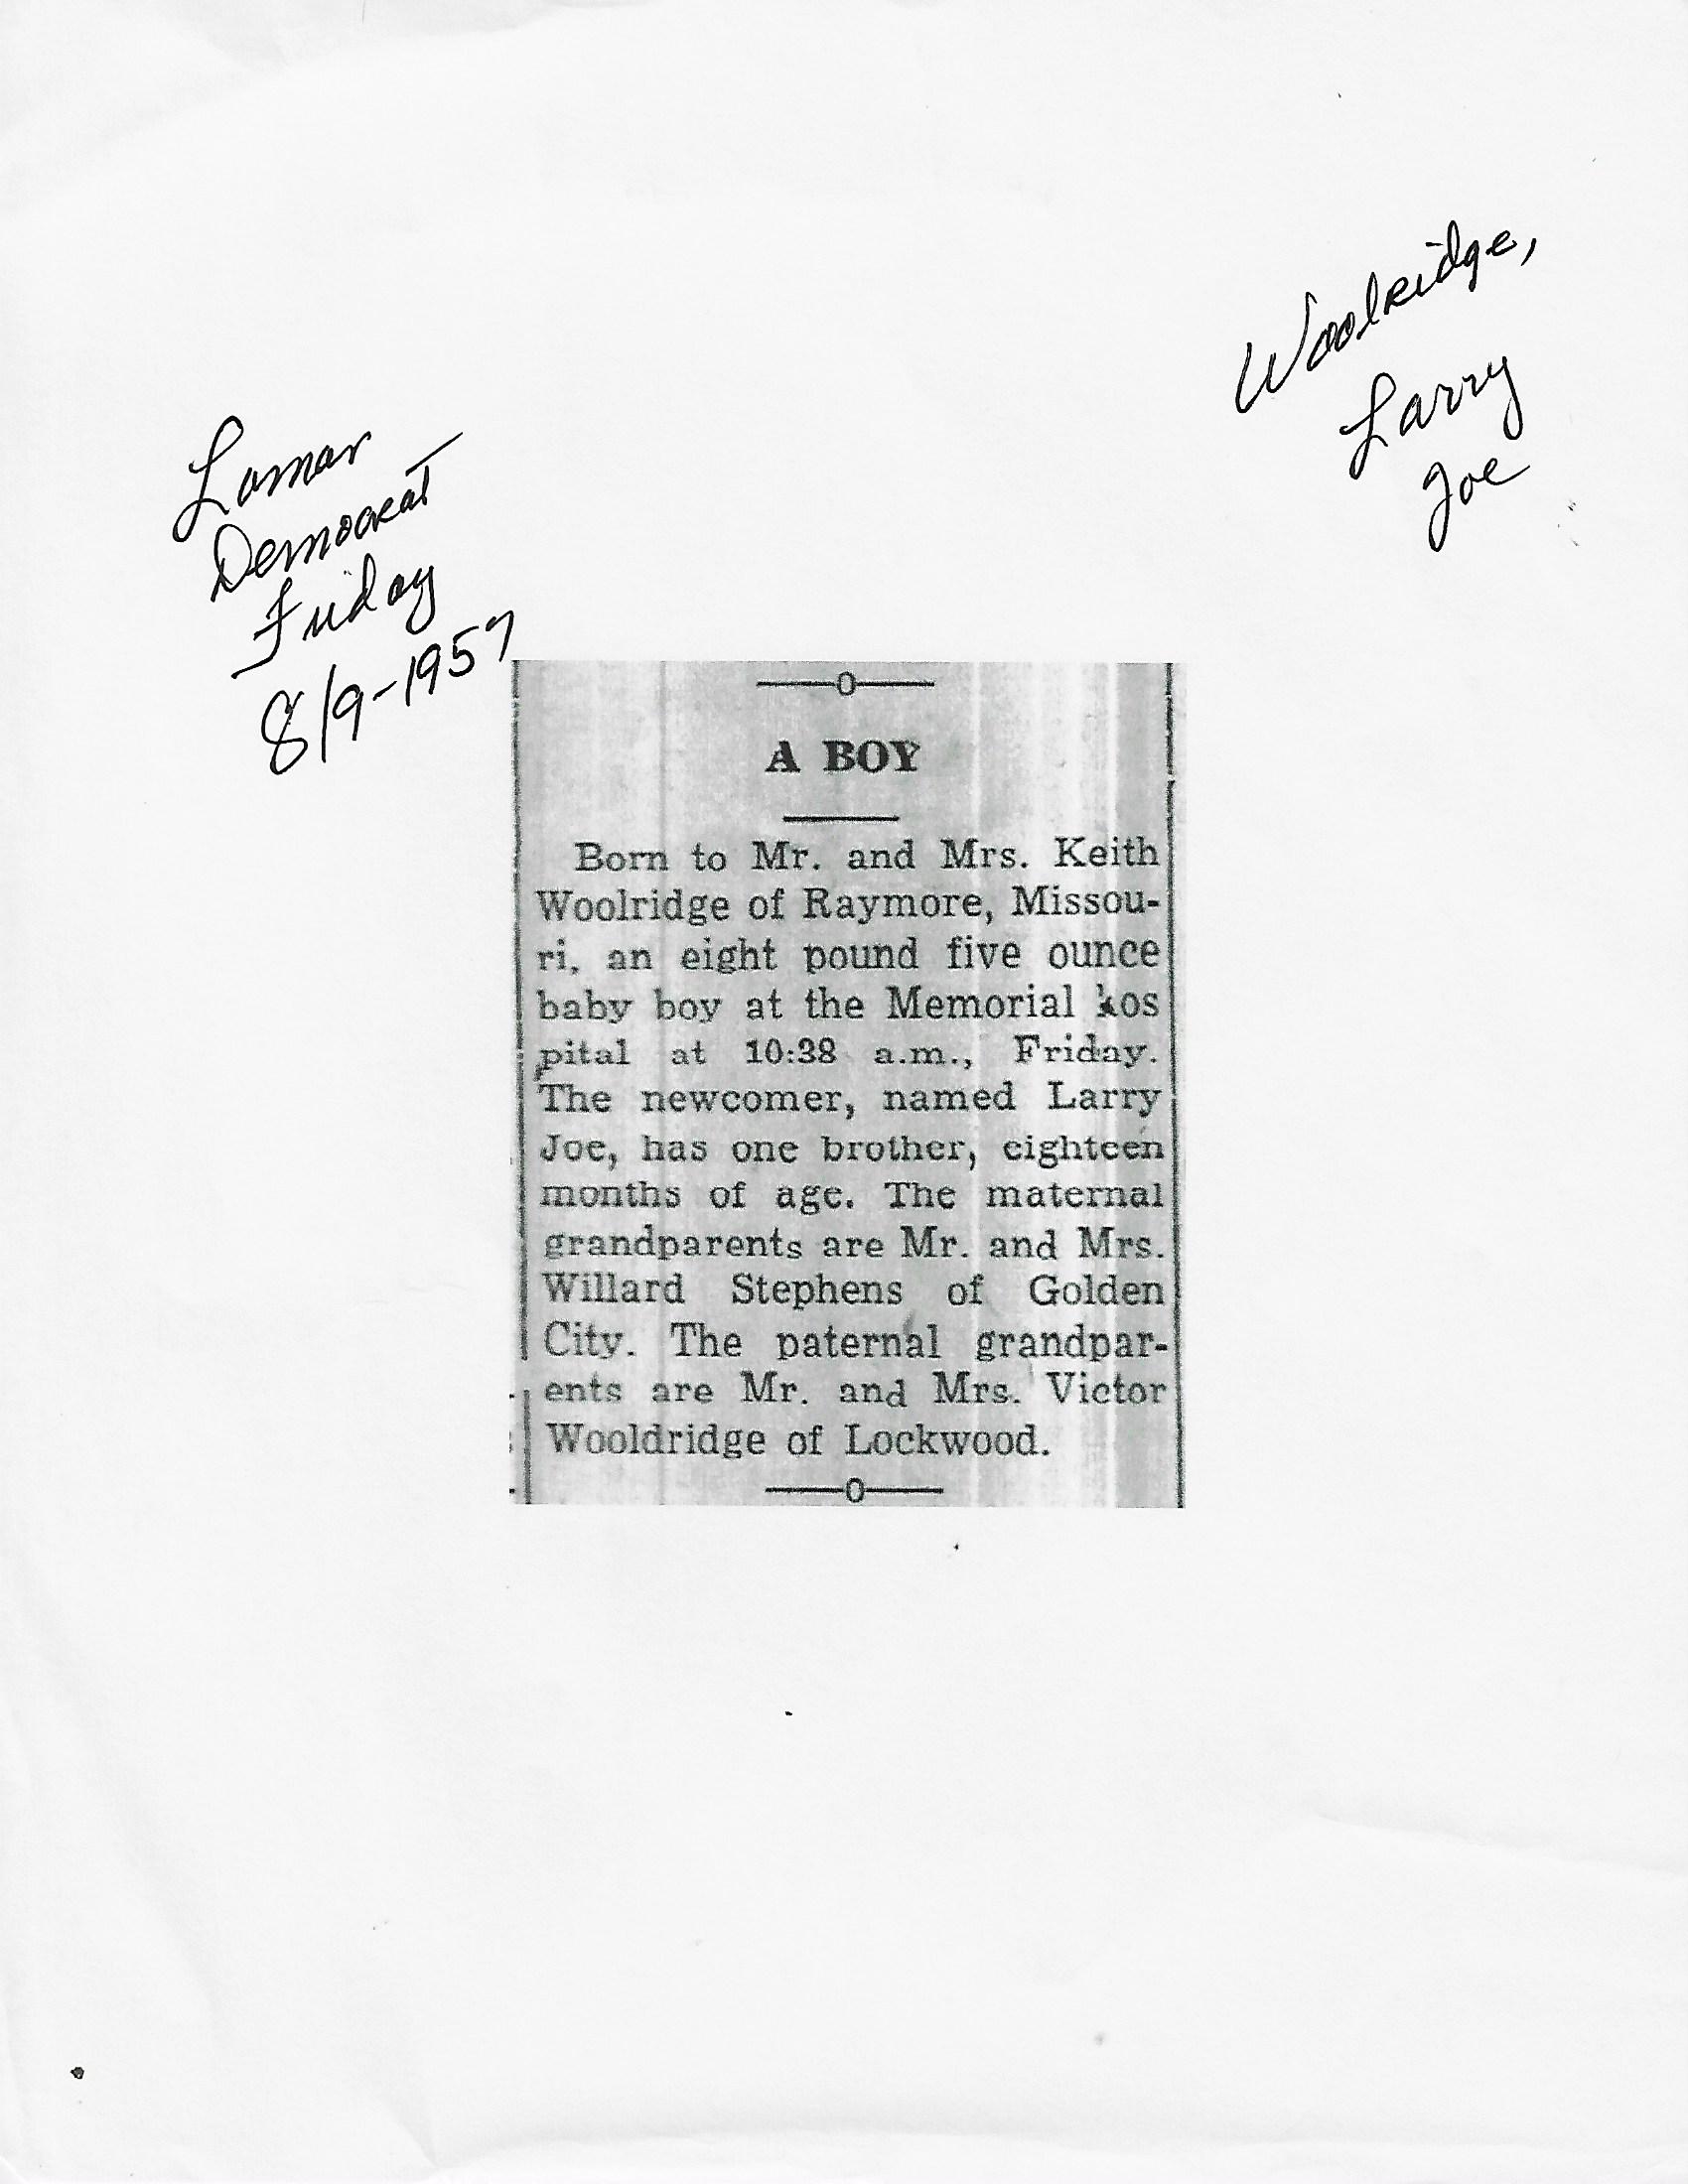 Woolridge,
Larry
Joe
Lamar
Democrat
Friday
8/9-1957
A BOY
Born to Mr. and Mrs. Keith
Woolridge of Raymore, Missou-
ri, an eight pound five ounce
baby boy at the Memorial hos
pital at 10:38 a.m., Friday.
The newcomer, named Larry
Joe, has one brother, eighteen
months of age. The maternal
grandparents are Mr. and Mrs.
Willard Stephens of Golden
City. The paternal grandpar-
ents are Mr. and Mrs. Victor
Wooldridge of Lockwood.